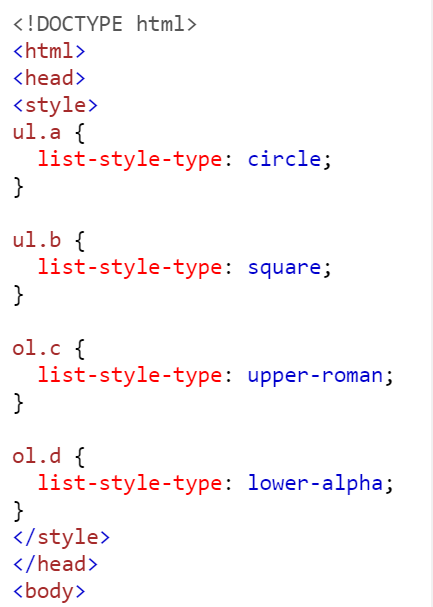 <!DOCTYPE html>
<html>
<head>
<style>
ul.a {
  list-style-type: circle;
}

ul.b {
  list-style-type: square;
}

ol.c {
  list-style-type: upper-roman;
}

ol.d {
  list-style-type: lower-alpha;
}
</style>
</head>
<body>